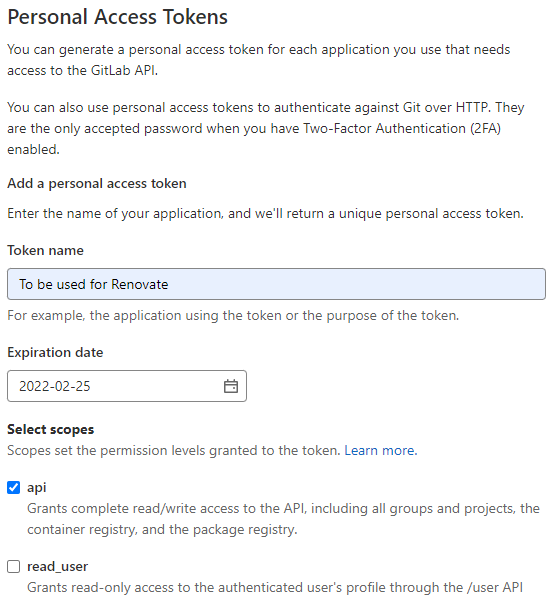 Personal Access Tokens
You can generate a personal access token for each application you use that needs
access to the GitLab API.
You can also use personal access tokens to authenticate against Git over HTTP. They
are the only accepted password when you have Two-Factor Authentication (2FA)
enabled.
Add a personal access token
Enter the name of your application, and we'll return a unique personal access token.
Token name
To be used for Renovate
For example, the application using the token or the purpose of the token.
Expiration date
2022-02-25
Select scopes
Scopes set the permission levels granted to the token. Learn more.
api
Grants complete read/write access to the API, including all groups and projects, the
container registry, and the package registry.
read_user
Grants read-only access to the authenticated user's profile through the /user API